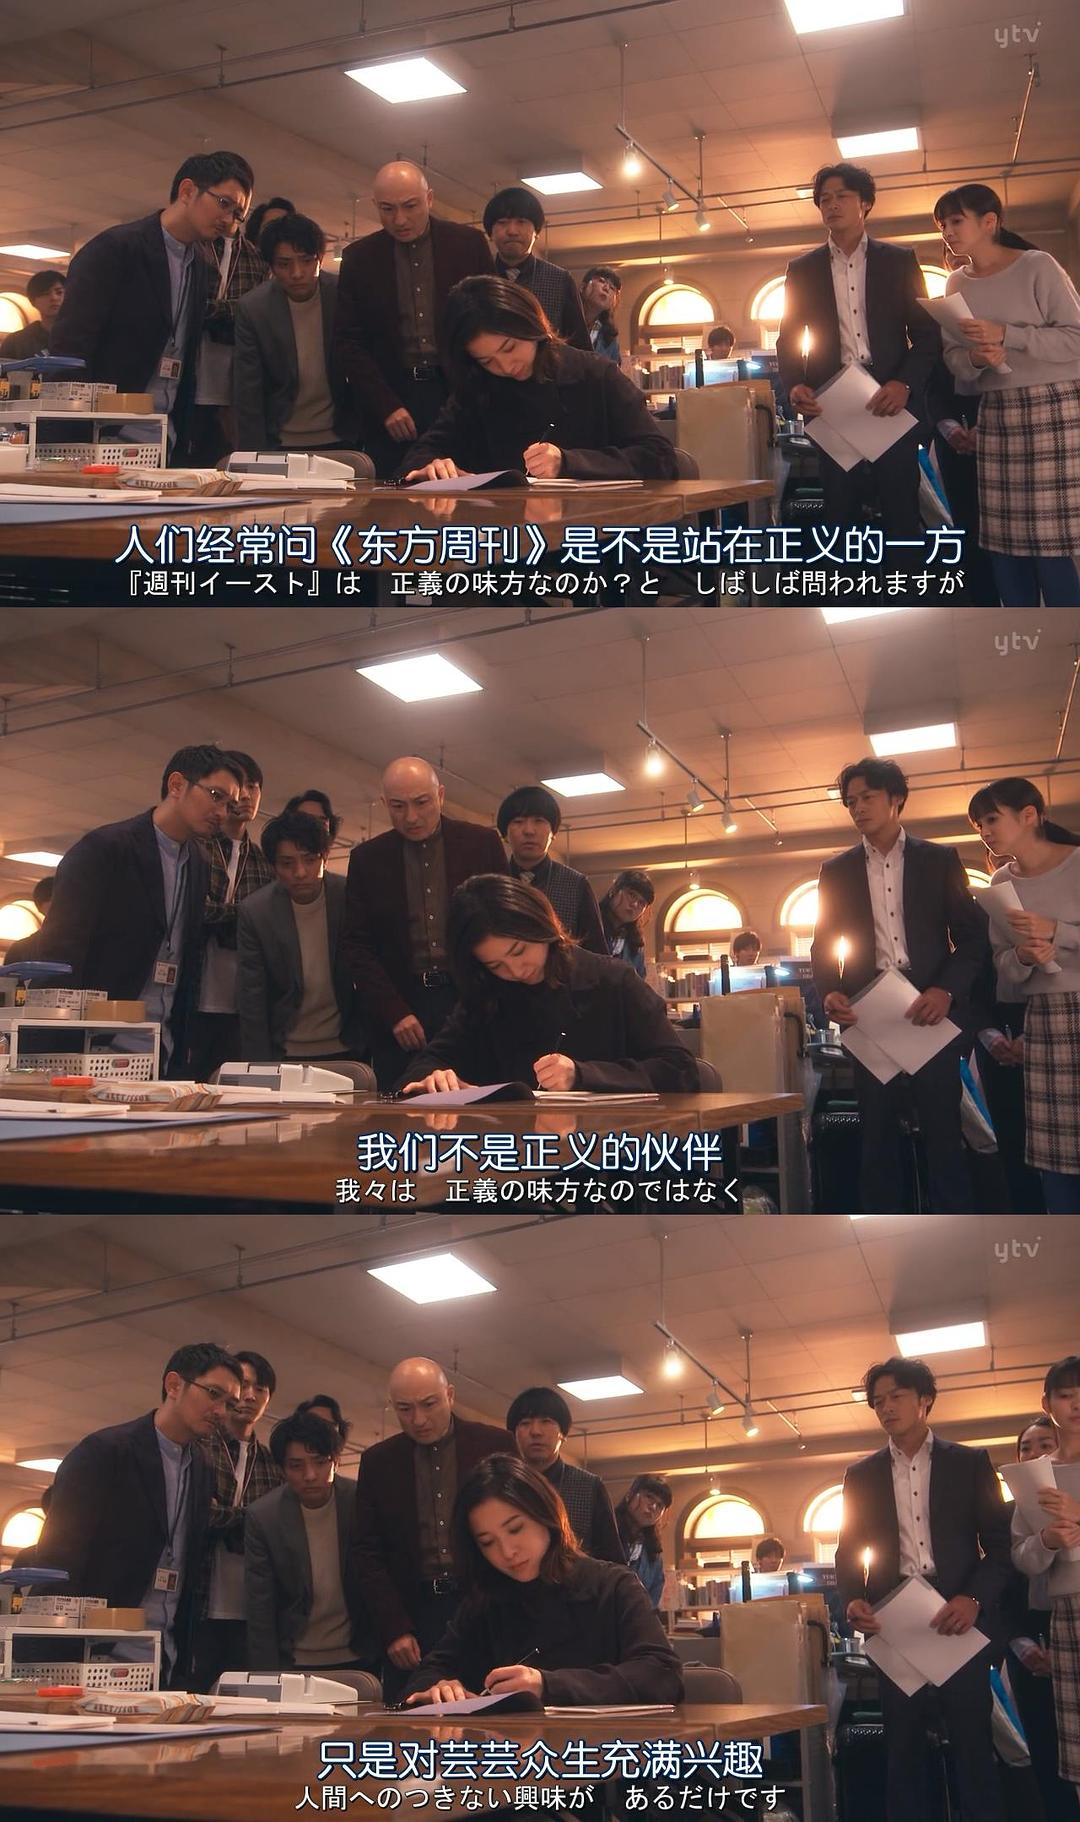 ytv
人们经常问《东方周刊》是不是站在正义的一方
『週刊イースト』は 正義の味方なのか？と しばしば問われますが
ytv
我们不是正义的伙伴
我々は 正義の味方なのではなく
ytv
只是对芸芸众生充满兴趣
人間へのつきない興味が あるだけです